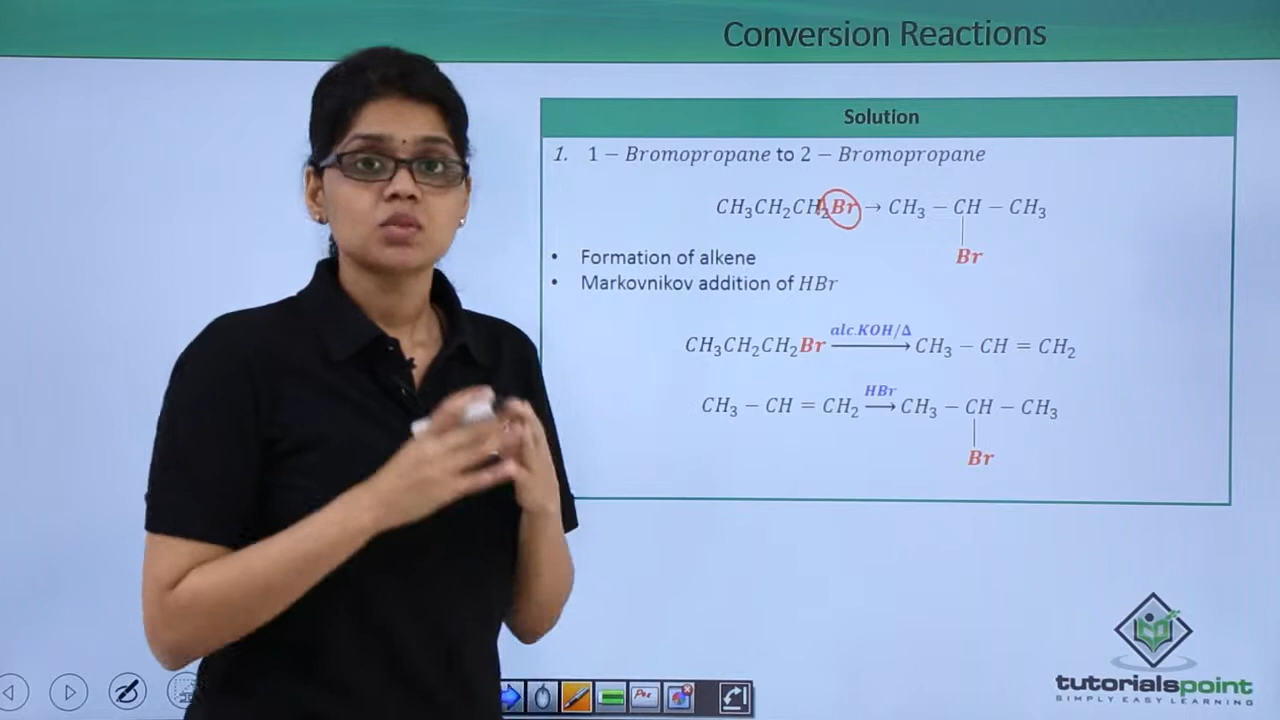 Conversion Reactions
Solution
1. 1 − Bromopropane to 2 − Bromopropane
CH₃CH₂CH₂Br → CH₃ − CH − CH₃
Br
• Formation of alkene
• Markovnikov addition of HBr
alc.KOH/Δ
CH₃CH₂CH₂Br ⟶ CH₃ − CH = CH₂
HBr
CH₃ − CH = CH₂ ⟶ CH₃ − CH − CH₃
Br
tutorialspoint
SIMPLY EASY LEARNING